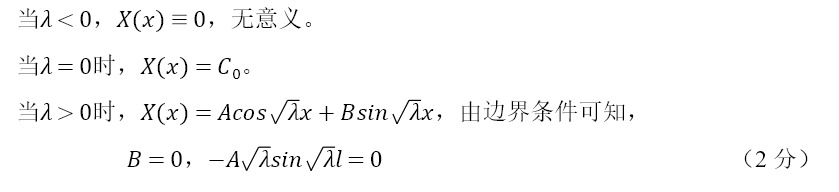 当λ < 0，X(x) ≡ 0，无意义。
当λ = 0时，X(x) = C₀。
当λ > 0时，X(x) = Acos√λx + Bsin√λx，由边界条件可知，
B = 0，−A√λsin√λl = 0 （2 分）